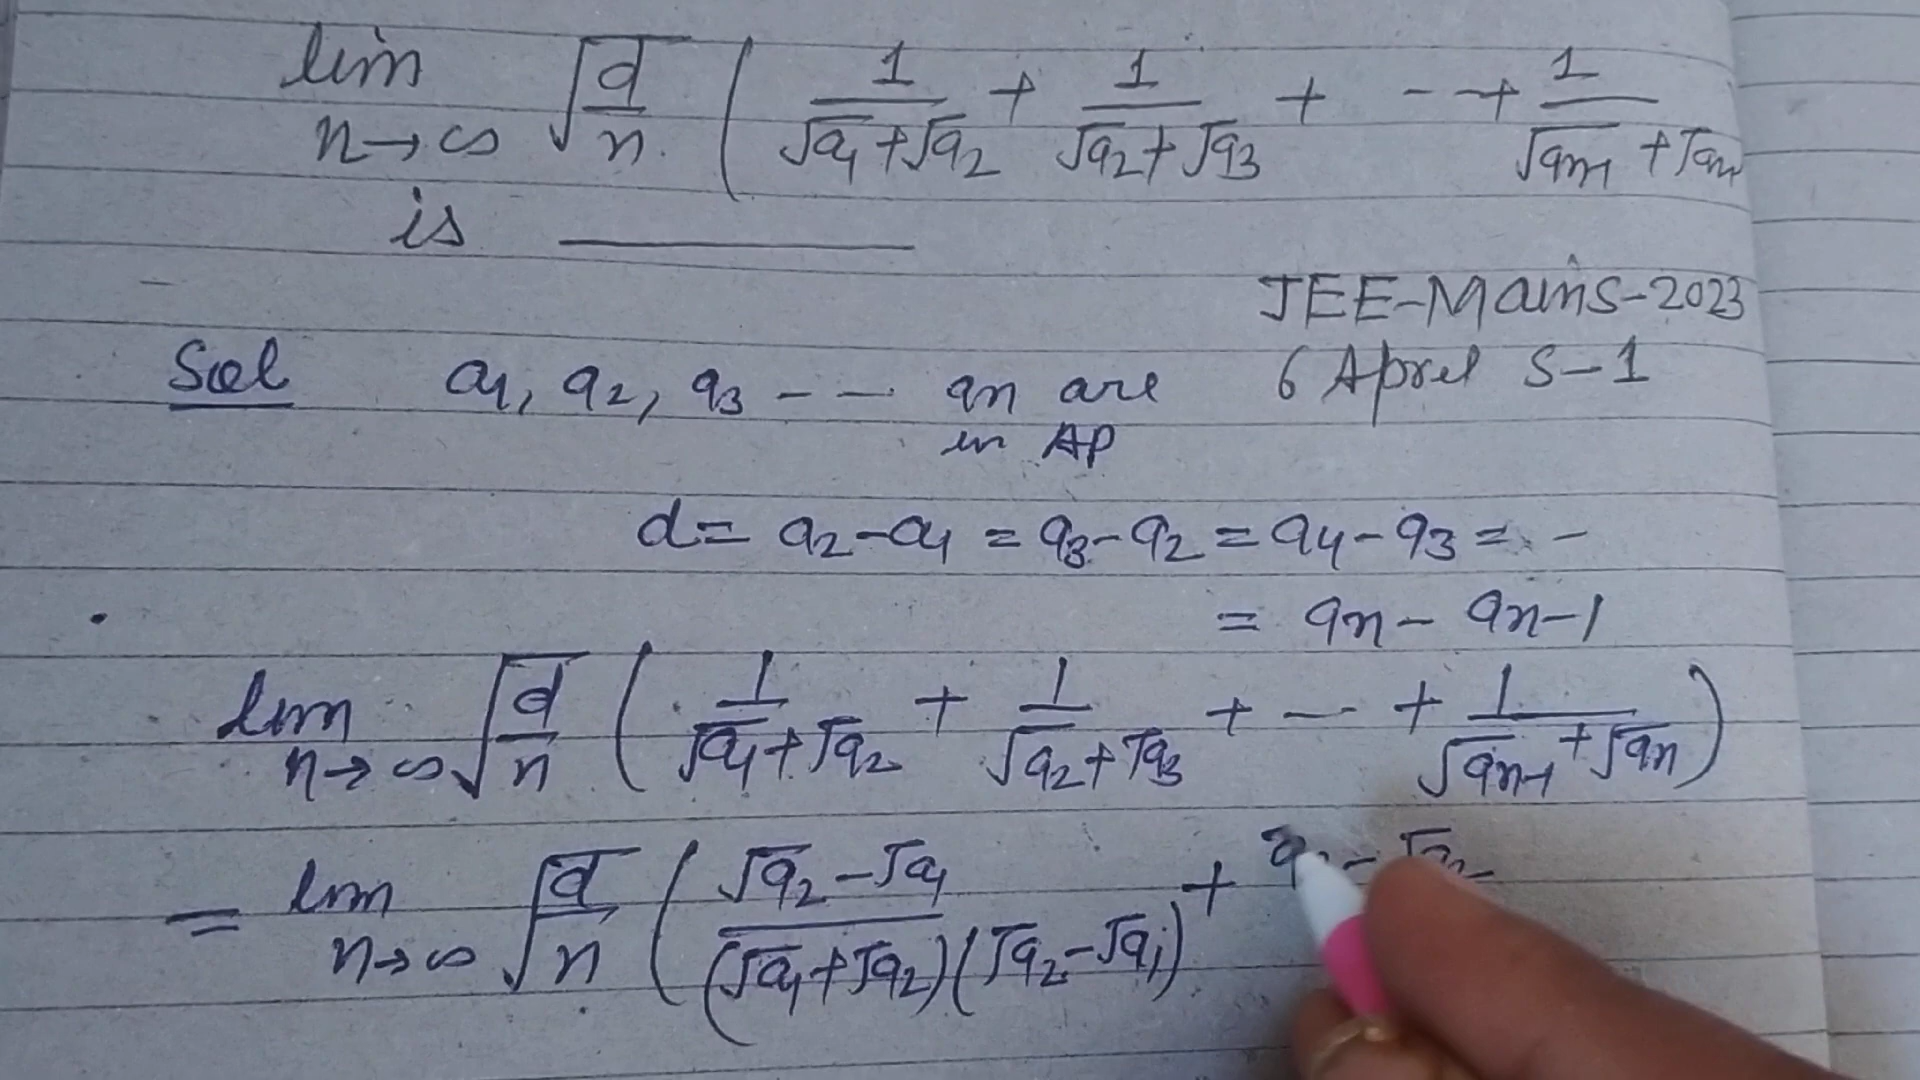 lim √(d/n) ( 1/(√a1+√a2) + 1/(√a2+√a3) + - - + 1/(√an-1 + √an
n→∞
is ________
JEE-Mains-2023
6 April S-1
Sol a1, a2, a3 - - - an are
in AP
d = a2-a1 = a3-a2 = a4-a3 = - -
= an - an-1
lim n→∞ √(d/n) ( 1/(√a1+√a2) + 1/(√a2+√a3) + - - + 1/(√an-1+√an) )
= lim n→∞ √(d/n) ( (√a2-√a1)/((√a1+√a2)(√a2-√a1)) + - √a2